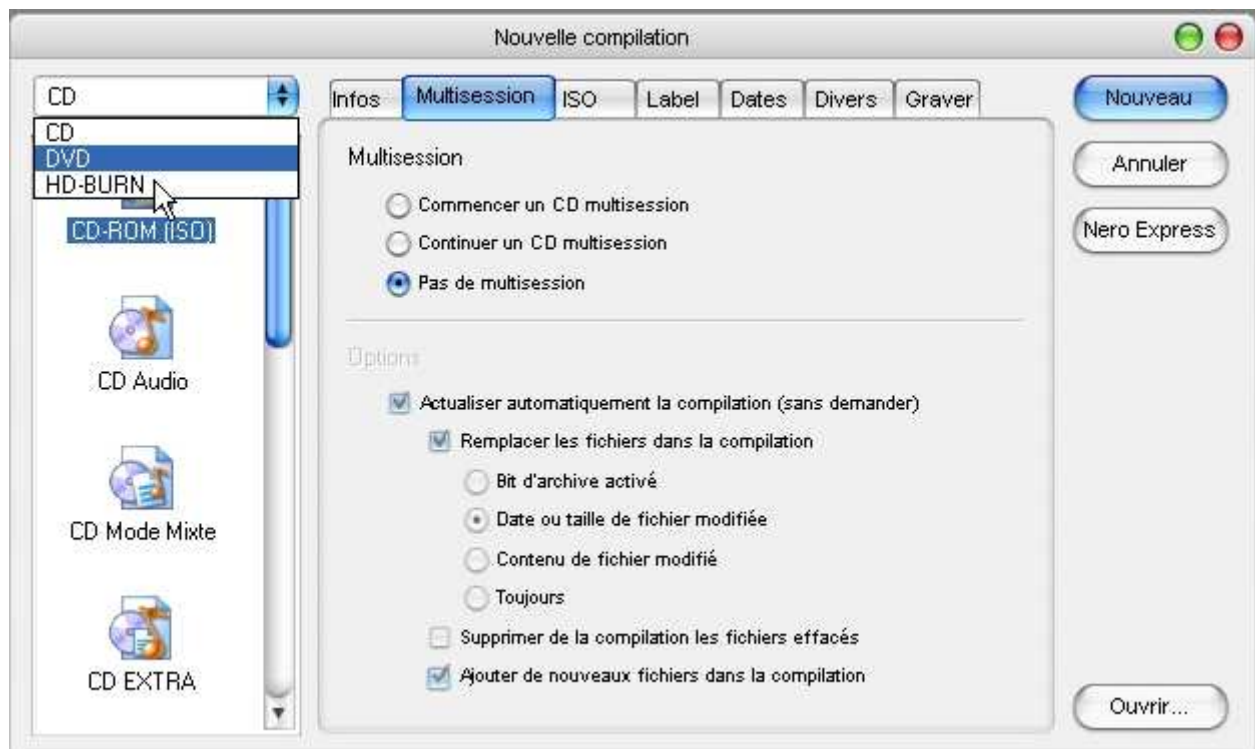 Nouvelle compilation
CD
CD
DVD
HD-BURN
CD-ROM (ISO)
CD Audio
CD Mode Mixte
CD EXTRA
Infos
Multisession
ISO
Label
Dates
Divers
Graver
Multisession
Commencer un CD multisession
Continuer un CD multisession
Pas de multisession
Options
Actualiser automatiquement la compilation (sans demander)
Remplacer les fichiers dans la compilation
Bit d'archive activé
Date ou taille de fichier modifiée
Contenu de fichier modifié
Toujours
Supprimer de la compilation les fichiers effacés
Ajouter de nouveaux fichiers dans la compilation
Nouveau
Annuler
Nero Express
Ouvrir...